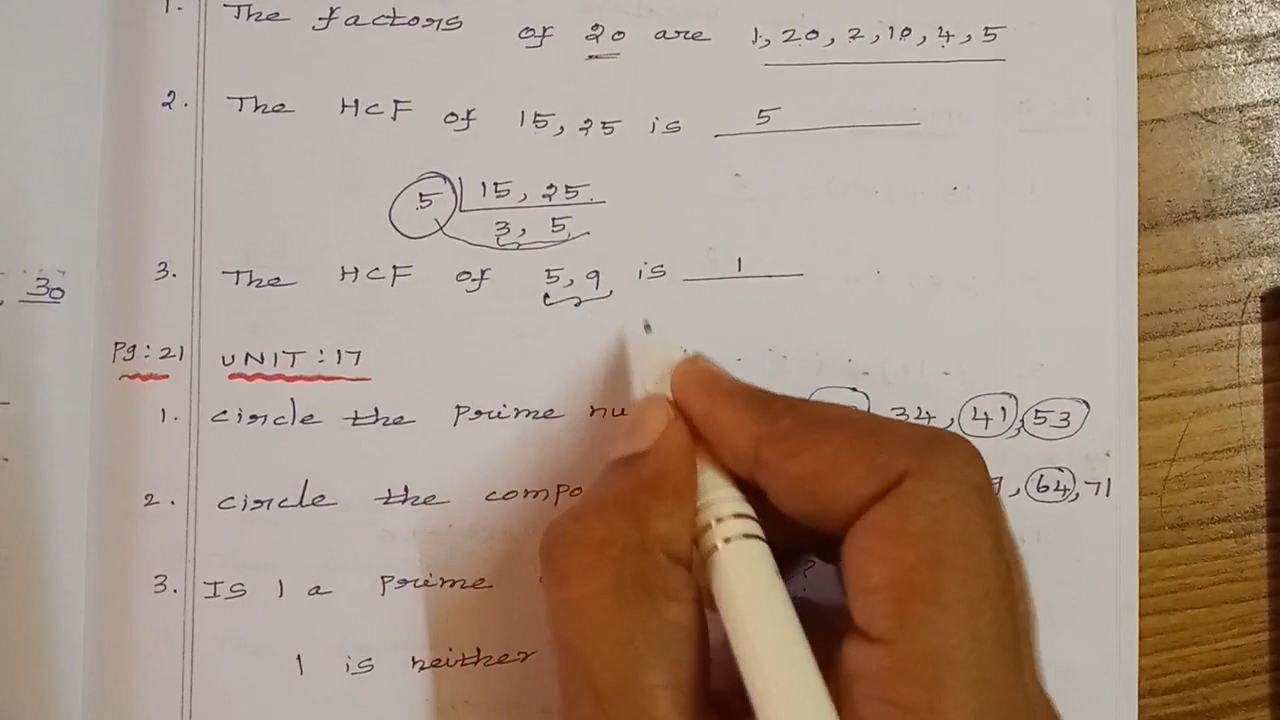 1. The factors of 20 are 1, 20, 2, 10, 4, 5
2. The HCF of 15, 25 is 5
5 15, 25
3, 5
3. The HCF of 5, 9 is 1
, 30
Pg: 21 UNIT: 17
1. circle the prime 34, 41, 53
2. circle the , 64, 71
3. Is 1 a prime ?
1 is neither